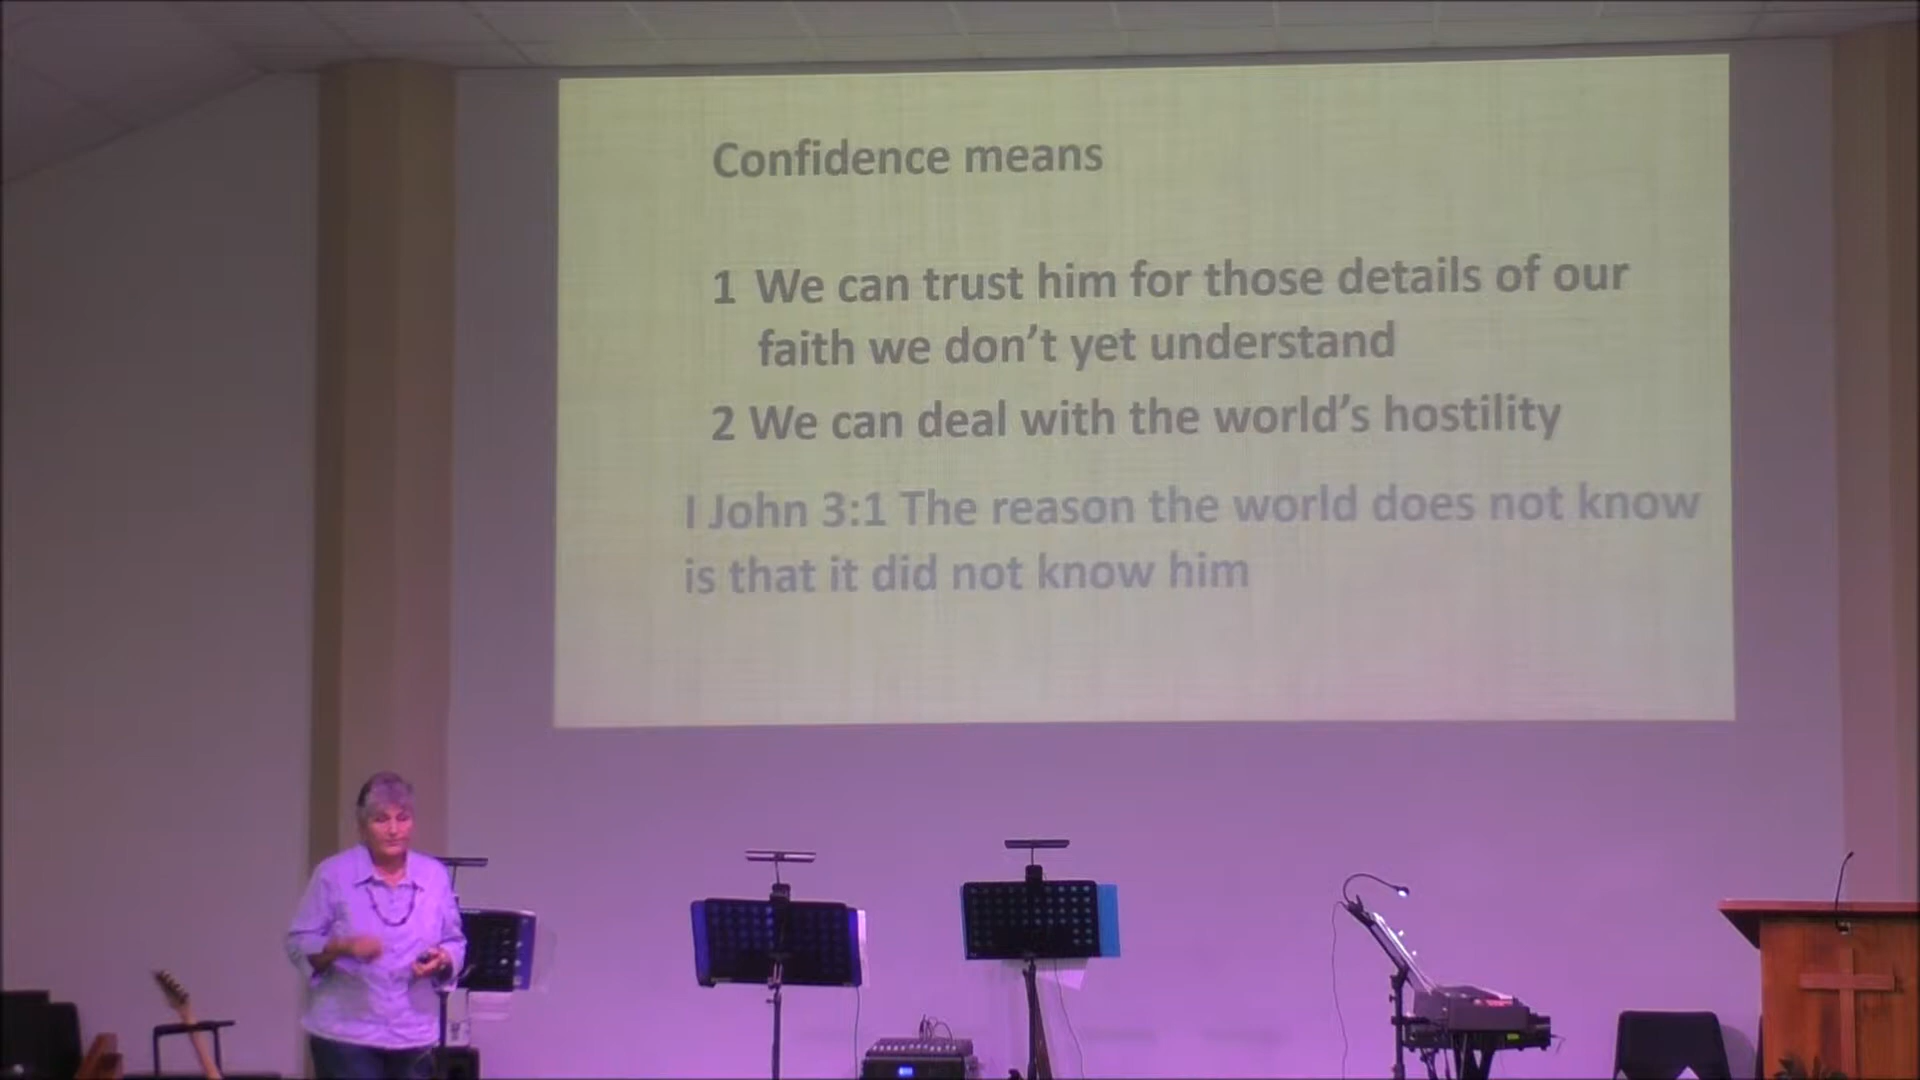 Confidence means
1 We can trust him for those details of our
faith we don't yet understand
2 We can deal with the world's hostility
I John 3:1 The reason the world does not know
is that it did not know him